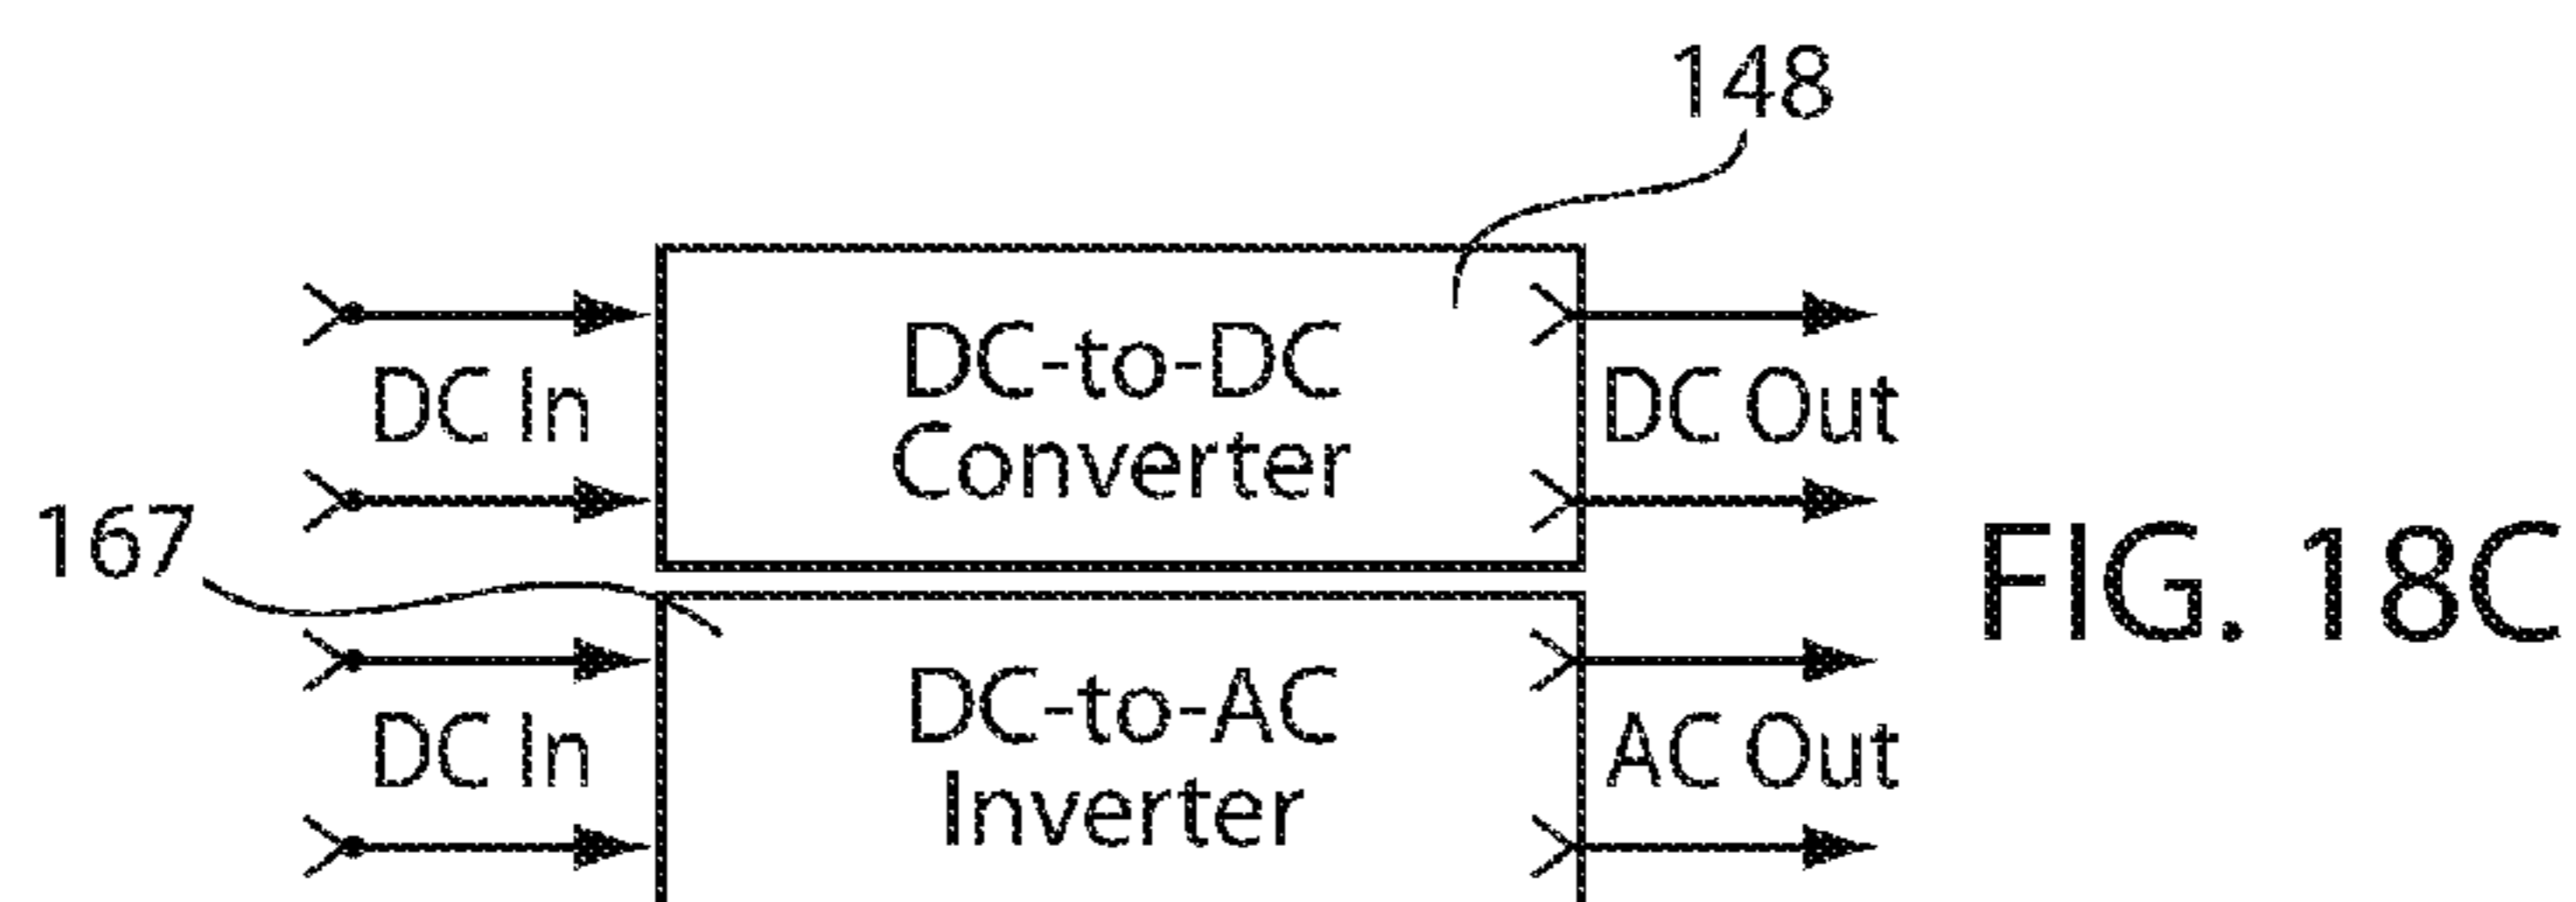 148
DC-to-DC
Converter
DC In
DC Out
167
FIG. 18C
DC-to-AC
Inverter
DC In
AC Out